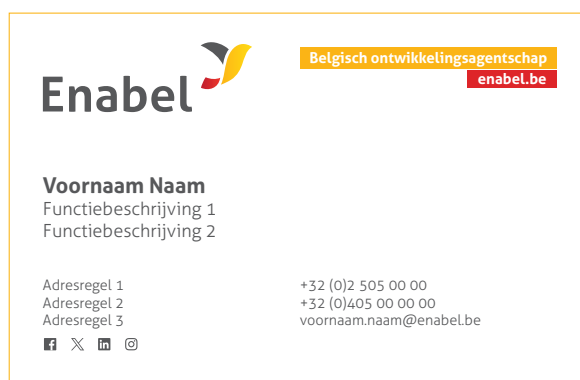 Enabel
Belgisch ontwikkelingsagentschap
enabel.be
Voornaam Naam
Functiebeschrijving 1
Functiebeschrijving 2
Adresregel 1
Adresregel 2
Adresregel 3
+32 (0)2 505 00 00
+32 (0)405 00 00 00
voornaam.naam@enabel.be